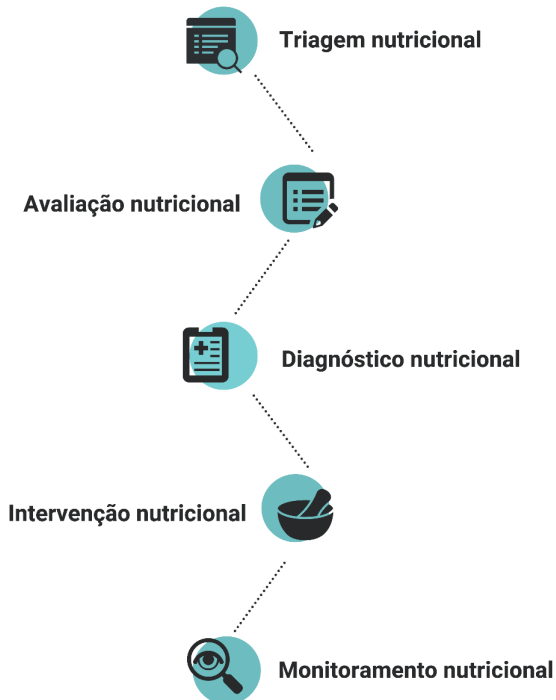 Triagem nutricional
Avaliação nutricional
Diagnóstico nutricional
Intervenção nutricional
Monitoramento nutricional